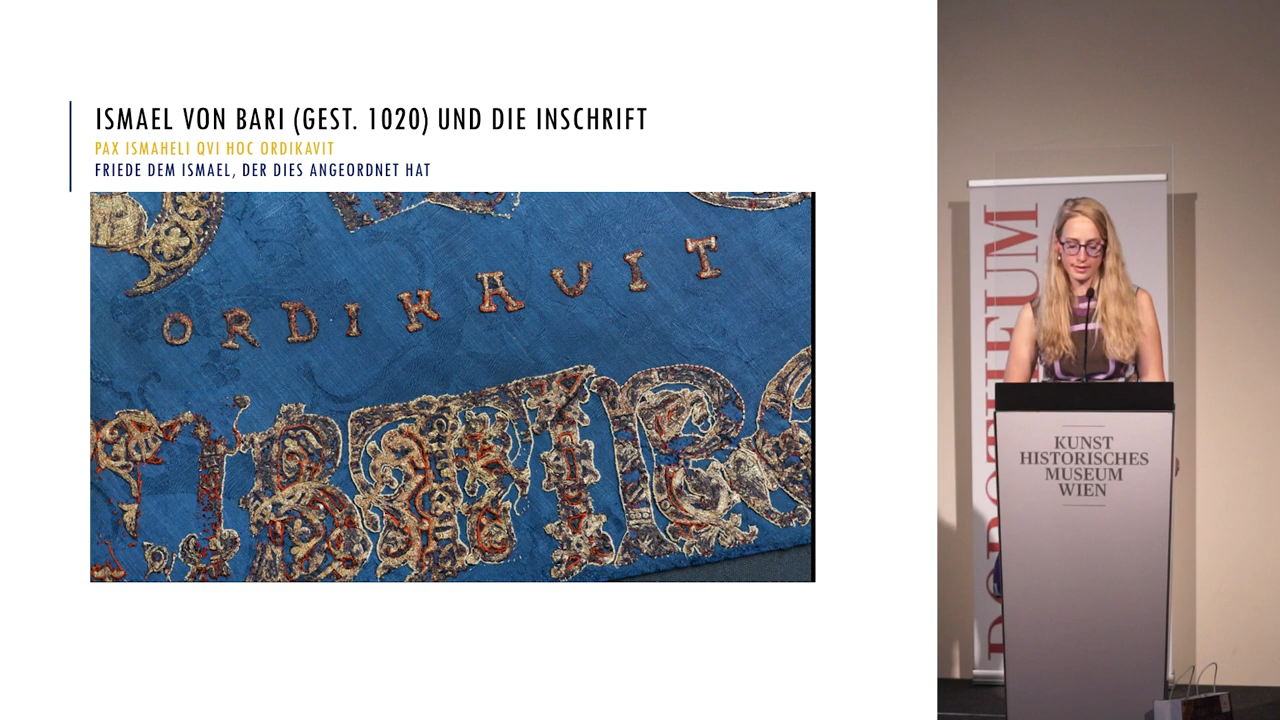 ISMAEL VON BARI (GEST. 1020) UND DIE INSCHRIFT
PAX ISMAHELI QVI HOC ORDIKAVIT
FRIEDE DEM ISMAEL, DER DIES ANGEORDNET HAT
ORDIKAUIT
KUNST
HISTORISCHES
MUSEUM
WIEN